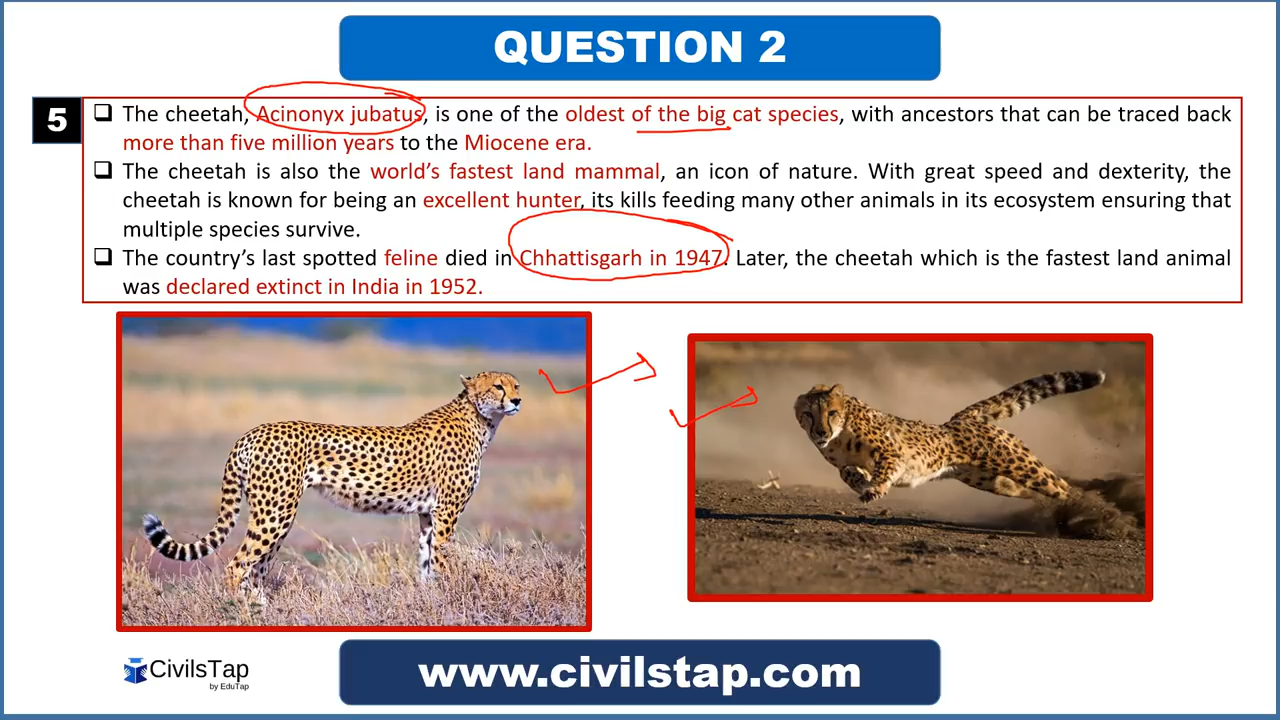 QUESTION 2
5
The cheetah, Acinonyx jubatus, is one of the oldest of the big cat species, with ancestors that can be traced back
more than five million years to the Miocene era.
The cheetah is also the world's fastest land mammal, an icon of nature. With great speed and dexterity, the
cheetah is known for being an excellent hunter, its kills feeding many other animals in its ecosystem ensuring that
multiple species survive.
The country's last spotted feline died in Chhattisgarh in 1947. Later, the cheetah which is the fastest land animal
was declared extinct in India in 1952.
CivilsTap
by EduTap
www.civilstap.com